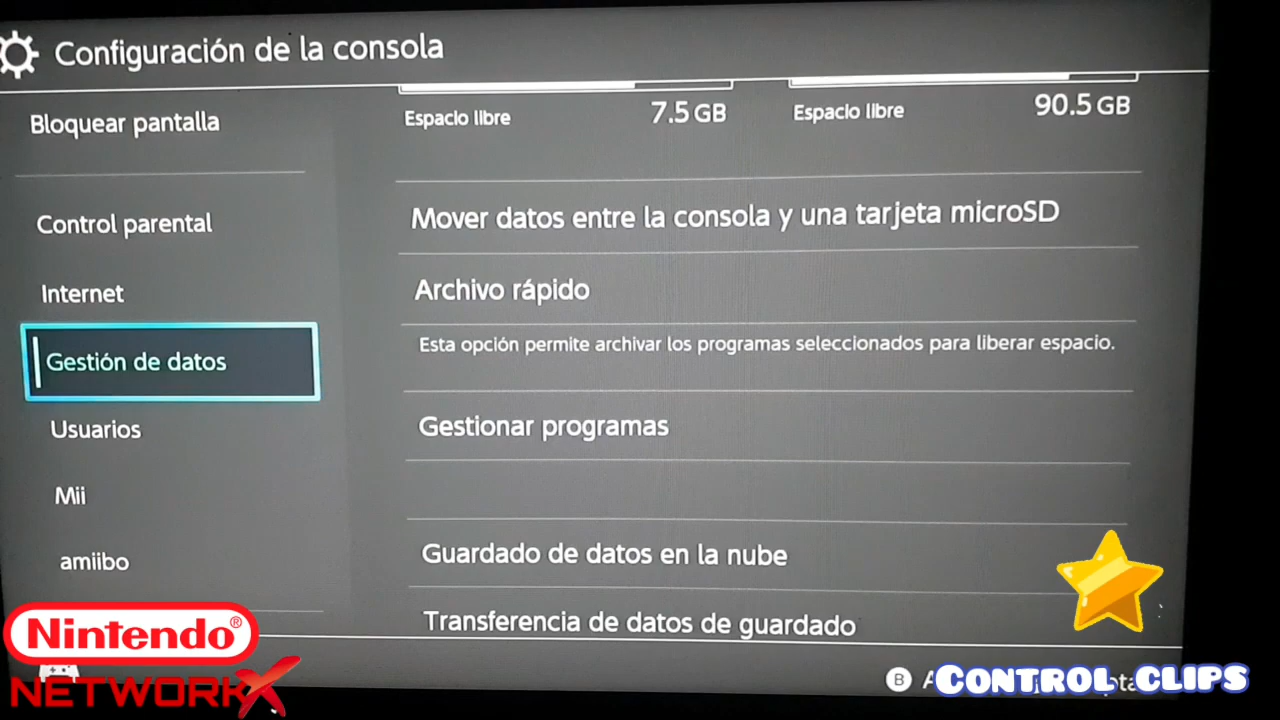 Configuración de la consola
Bloquear pantalla
Control parental
Internet
Gestión de datos
Usuarios
Mii
amiibo
Espacio libre 7.5 GB
Espacio libre 90.5 GB
Mover datos entre la consola y una tarjeta microSD
Archivo rápido
Esta opción permite archivar los programas seleccionados para liberar espacio.
Gestionar programas
Guardado de datos en la nube
Transferencia de datos de guardado
Nintendo®
NETWORKX
B
CONTROL CLIPS